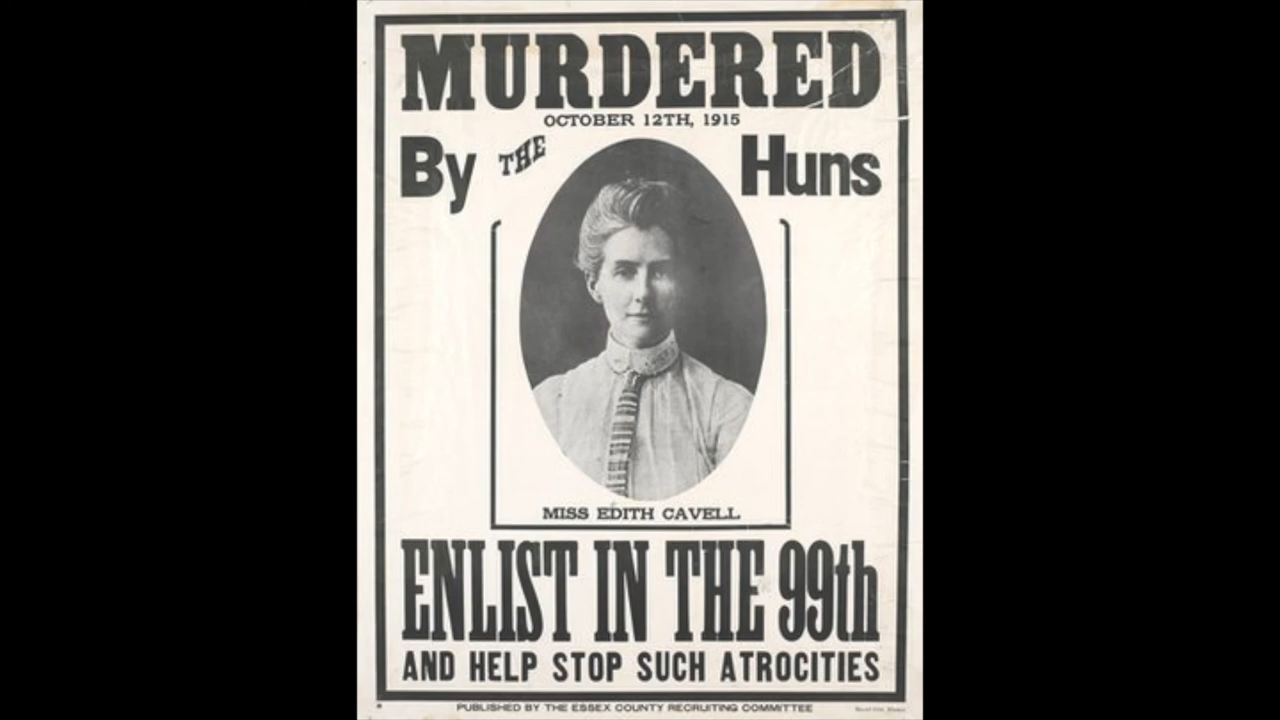 MURDERED
OCTOBER 12TH, 1915
By THE Huns
MISS EDITH CAVELL
ENLIST IN THE 99th
AND HELP STOP SUCH ATROCITIES
PUBLISHED BY THE ESSEX COUNTY RECRUITING COMMITTEE